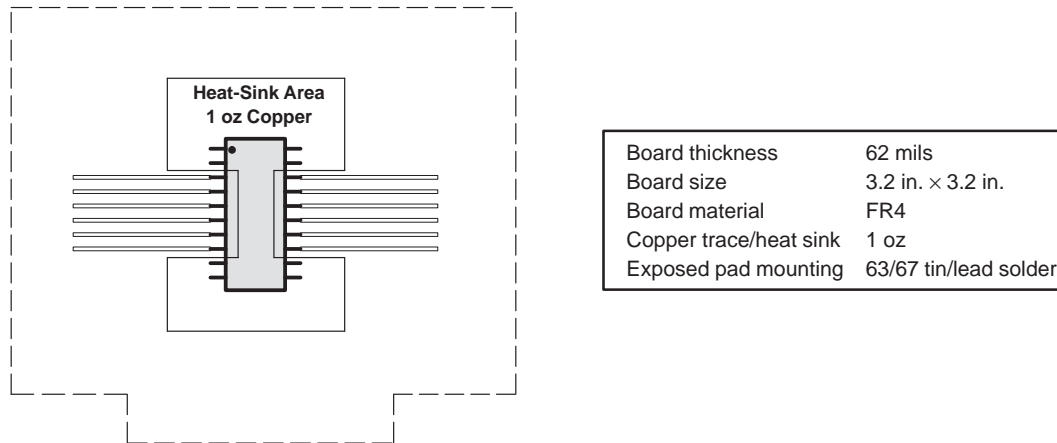 Heat-Sink Area
1 oz Copper
Board thickness 62 mils
Board size 3.2 in. × 3.2 in.
Board material FR4
Copper trace/heat sink 1 oz
Exposed pad mounting 63/67 tin/lead solder